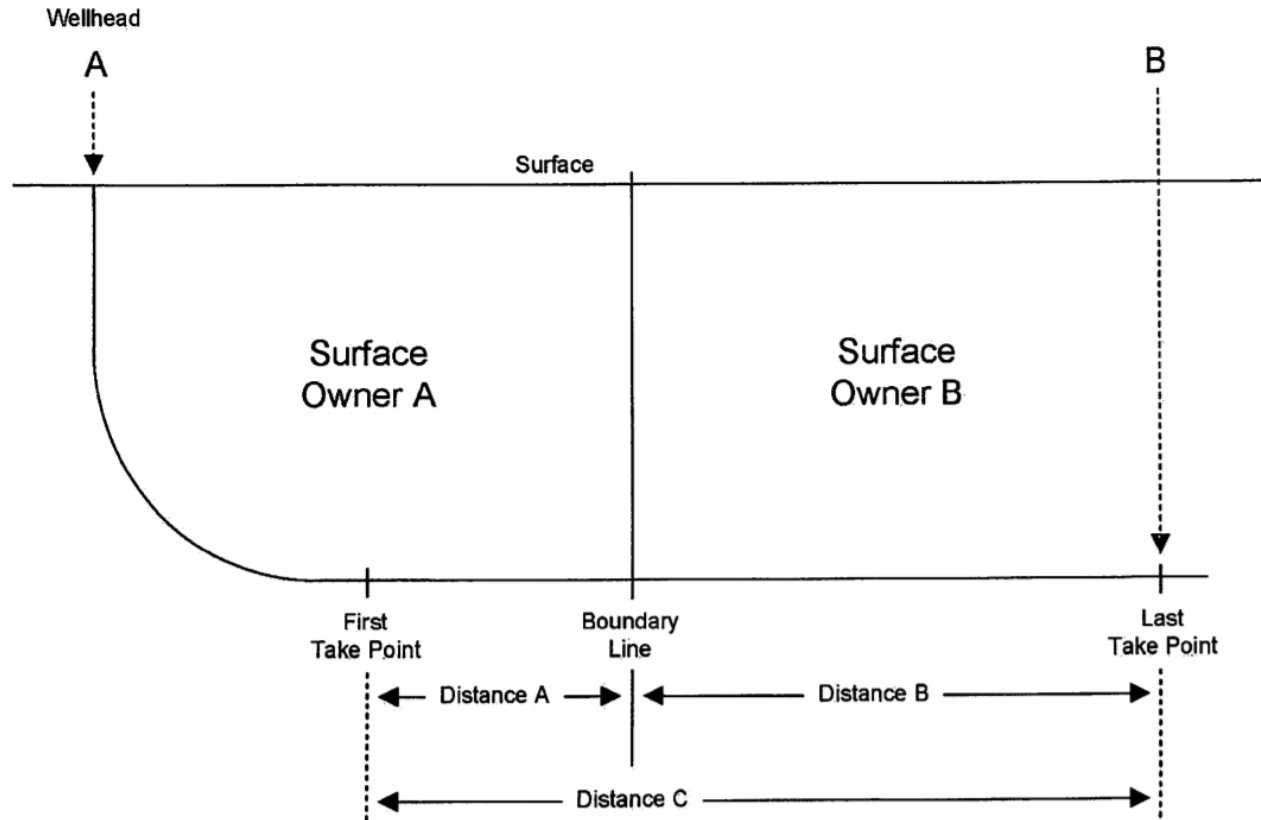 Wellhead
A
B
Surface
Surface
Owner A
Surface
Owner B
First
Take Point
Boundary
Line
Last
Take Point
Distance A
Distance B
Distance C